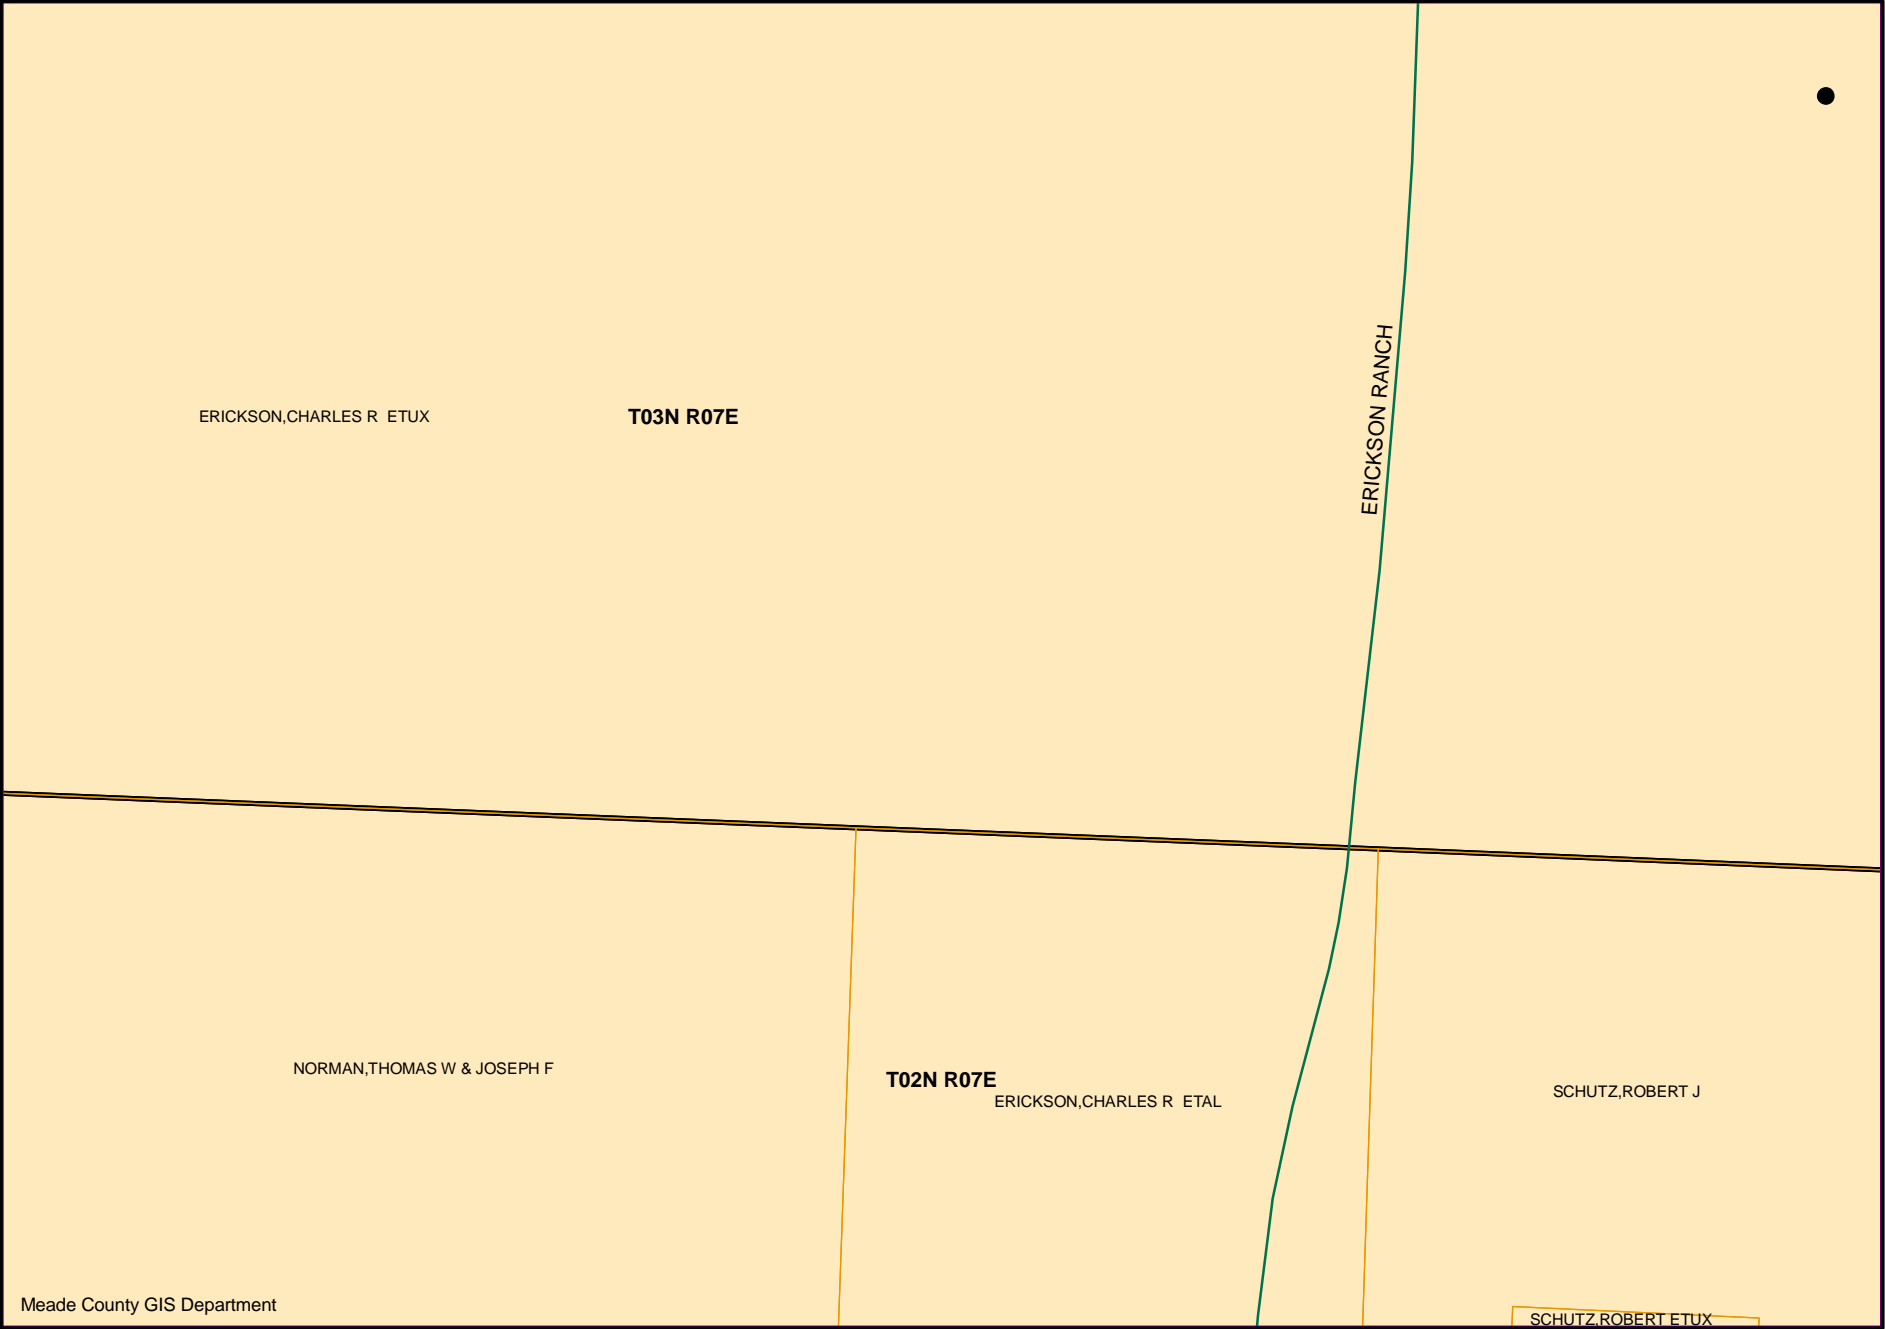 ERICKSON RANCH
ERICKSON,CHARLES R  ETUX
T03N R07E
NORMAN,THOMAS W & JOSEPH F
T02N R07E
ERICKSON,CHARLES R  ETAL
SCHUTZ,ROBERT J
Meade County GIS Department
SCHUTZ,ROBERT ETUX